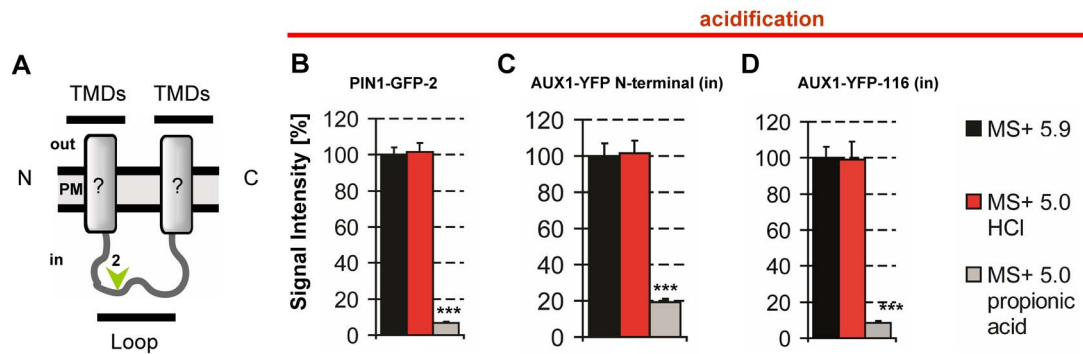 acidification
A
TMDs TMDs
out
N ? ? C
PM
in
2
Loop
B
PIN1-GFP-2
Signal Intensity [%]
120
100
80
60
40
20
0
***
C
AUX1-YFP N-terminal (in)
120
100
80
60
40
20
0
***
D
AUX1-YFP-116 (in)
120
100
80
60
40
20
0
***
MS+ 5.9
MS+ 5.0
HCl
MS+ 5.0
propionic
acid